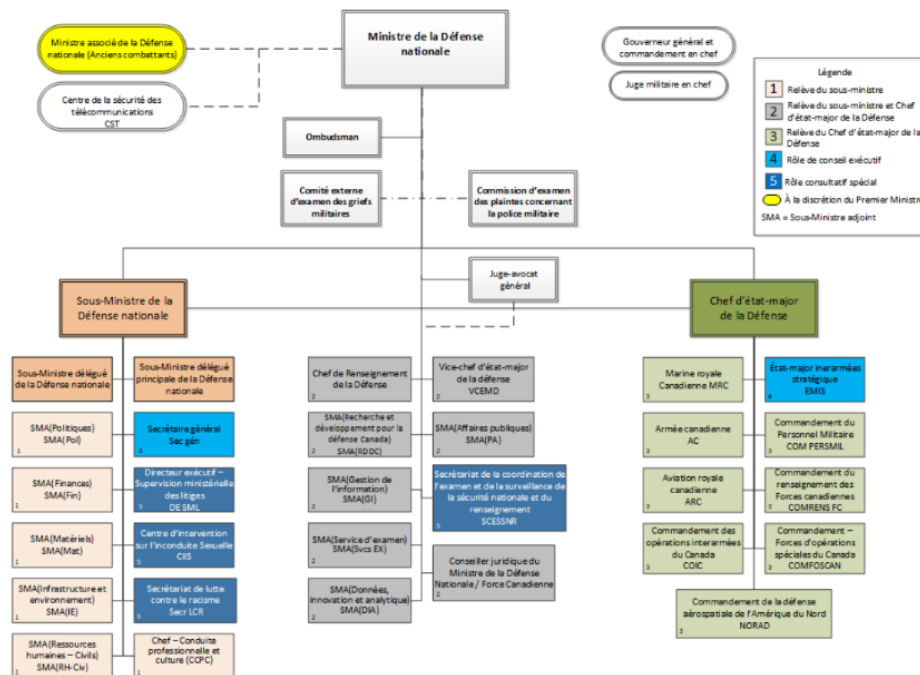 Ministre de la Défense
nationale
Ministre associé de la Défense
nationale (Anciens combattants)
Centre de la sécurité des
télécommunications
CST
Gouverneur général et
commandement en chef
Juge militaire en chef
Légende
1 Relève du sous-ministre
2 Relève du sous-ministre et Chef
d'état-major de la Défense
3 Relève du Chef d'état-major de la
Défense
4 Rôle de conseil exécutif
5 Rôle consultatif spécial
À la discrétion du Premier Ministre
SMA = Sous-Ministre adjoint
Ombudsman
Comité externe
d'examen des griefs
militaires
Commission d'examen
des plaintes concernant
la police militaire
Juge-avocat
général
Sous-Ministre de la
Défense nationale
Chef d'état-major
de la Défense
Sous-Ministre délégué
de la Défense nationale
Sous-Ministre délégué
principale de la Défense
nationale
SMA(Politiques)
SMA(Pol)
1
Secrétaire général
Sec gén
4
SMA(Finances)
SMA(Fin)
1
Directeur exécutif –
Supervision ministérielle
des litiges
DE SML
5
SMA(Matériels)
SMA(Mat)
1
Centre d'intervention
sur l'inconduite Sexuelle
CIIS
5
SMA(Infrastructure et
environnement)
SMA(IE)
1
Secrétariat de lutte
contre le racisme
Secr LCR
5
SMA(Ressources
humaines – Civils)
SMA(RH-Civ)
1
Chef – Conduite
professionnelle et
culture (CCPC)
1
Chef de Renseignement
de la Défense
2
Vice-chef d'état-major
de la défense
VCEMD
2
SMA(Recherche et
développement pour la
défense Canada)
SMA(RDDC)
2
SMA(Affaires publiques)
SMA(PA)
2
SMA(Gestion de
l'information)
SMA(GI)
2
Secrétariat de la coordination de
l'examen et de la surveillance de
la sécurité nationale et du
renseignement
SCESSNR
5
SMA(Service d'examen)
SMA(Svcs EX)
2
Conseiller juridique du
Ministre de la Défense
Nationale / Force Canadienne
2
SMA(Données,
innovation et analytique)
SMA(DIA)
2
Marine royale
Canadienne MRC
3
État-major inerarmées
stratégique
EMIS
4
Armée canadienne
AC
3
Commandement du
Personnel Militaire
COM PERSMIL
3
Aviation royale
canadienne
ARC
3
Commandement du
renseignement des
Forces canadiennes
COMRENS FC
3
Commandement des
opérations interarmées
du Canada
COIC
3
Commandement –
Forces d'opérations
spéciales du Canada
COMFOSCAN
3
Commandement de la défense
aérospatiale de l'Amérique du Nord
NORAD
3